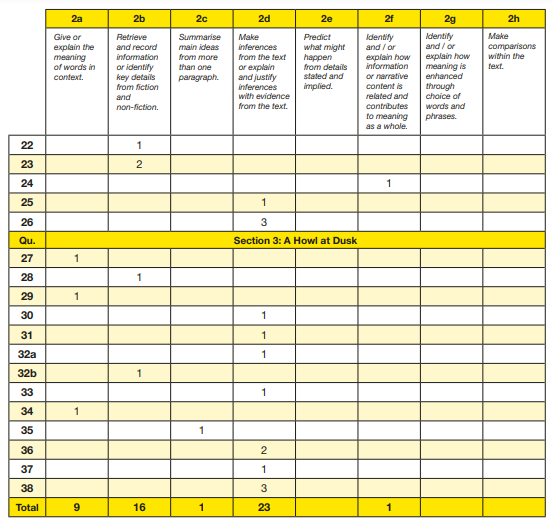 2a 2b 2c 2d 2e 2f 2g 2h
Give or explain the meaning of words in context. Retrieve and record information or identify key details from fiction and non-fiction. Summarise main ideas from more than one paragraph. Make inferences from the text or explain and justify inferences with evidence from the text. Predict what might happen from details stated and implied. Identify and / or explain how information or narrative content is related and contributes to meaning as a whole. Identify and / or explain how meaning is enhanced through choice of words and phrases. Make comparisons within the text.
22 1
23 2
24 1
25 1
26 3
Qu. Section 3: A Howl at Dusk
27 1
28 1
29 1
30 1
31 1
32a 1
32b 1
33 1
34 1
35 1
36 2
37 1
38 3
Total 9 16 1 23 1